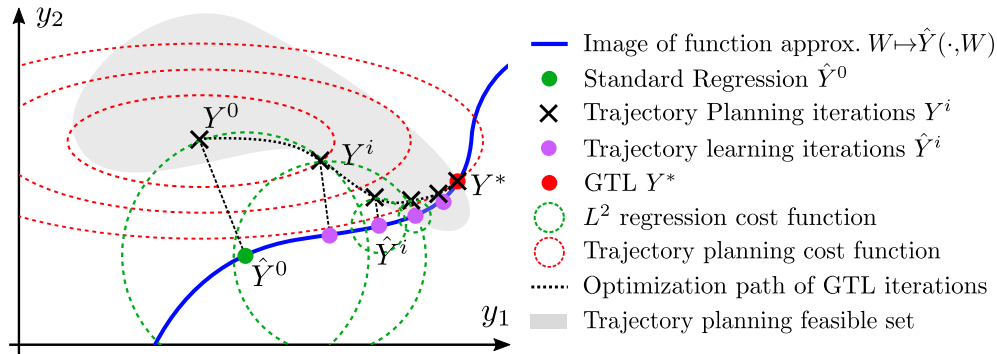 y₂
Y⁰
Yⁱ
Y*
Ŷⁱ
Ŷ⁰
y₁
Image of function approx. W↦Ŷ(·,W)
Standard Regression Ŷ⁰
Trajectory Planning iterations Yⁱ
Trajectory learning iterations Ŷⁱ
GTL Y*
L² regression cost function
Trajectory planning cost function
Optimization path of GTL iterations
Trajectory planning feasible set